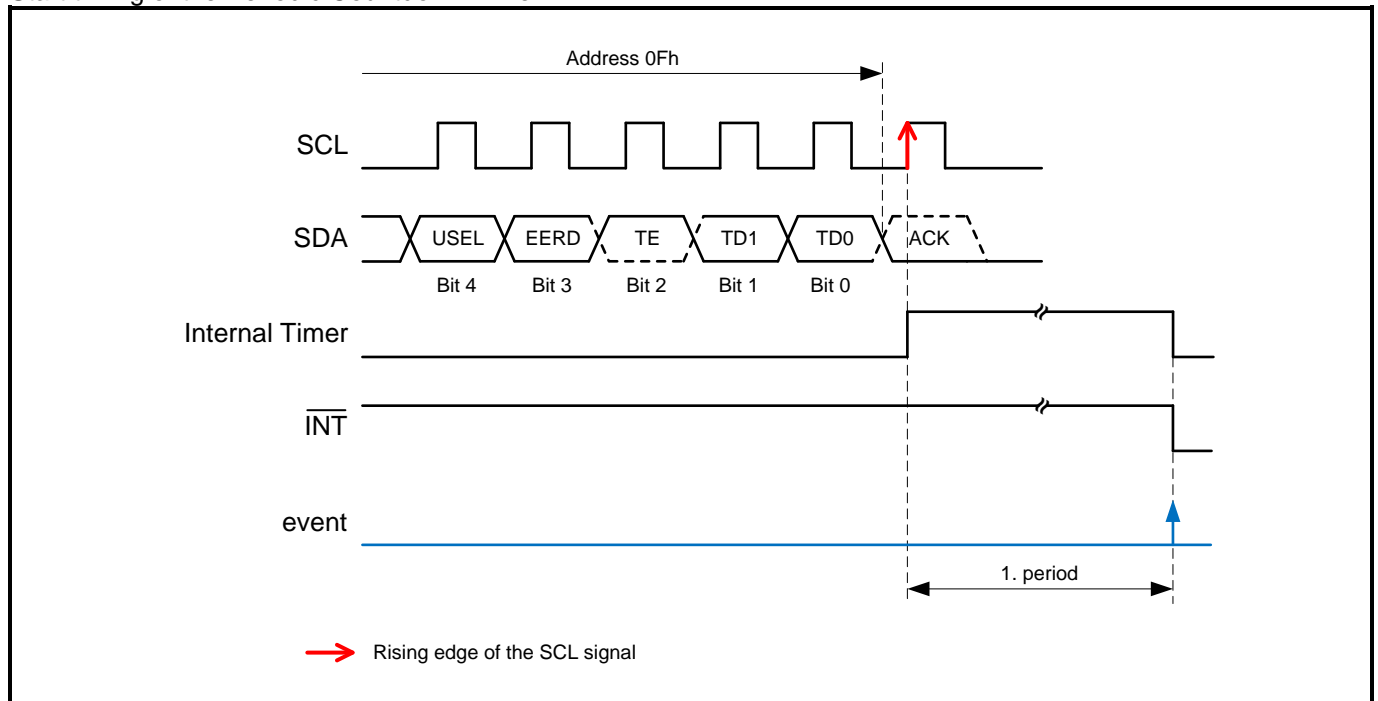 Address 0Fh
SCL
SDA
USEL EERD TE TD1 TD0 ACK
Bit 4 Bit 3 Bit 2 Bit 1 Bit 0
Internal Timer
INT
event
1. period
Rising edge of the SCL signal